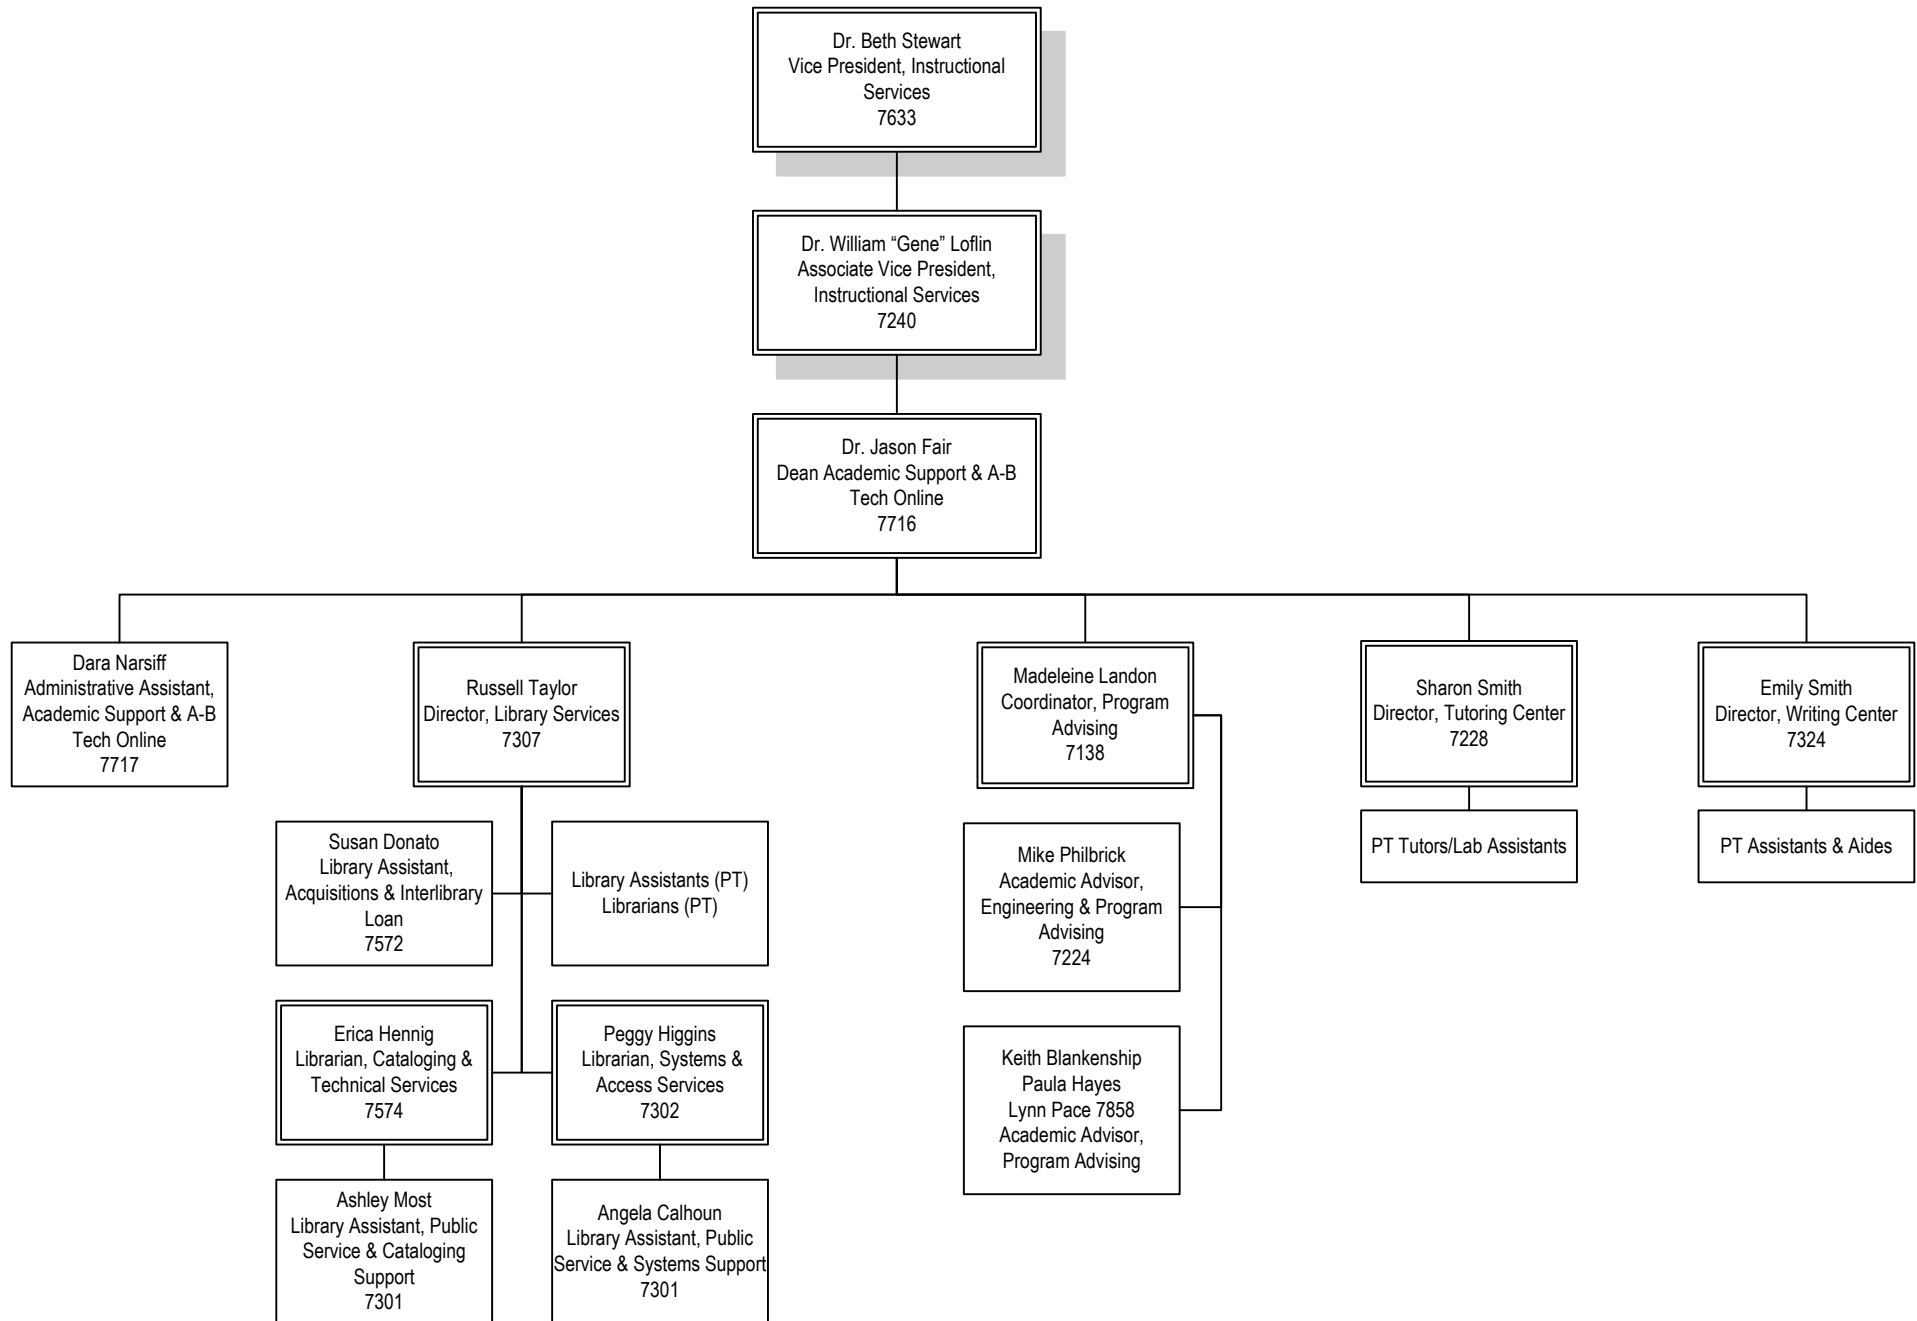 Dr. Beth Stewart
Vice President, Instructional
Services
7633
Dr. William “Gene” Loflin
Associate Vice President,
Instructional Services
7240
Dr. Jason Fair
Dean Academic Support & A-B
Tech Online
7716
Dara Narsiff
Administrative Assistant,
Academic Support & A-B
Tech Online
7717
Russell Taylor
Director, Library Services
7307
Madeleine Landon
Coordinator, Program
Advising
7138
Sharon Smith
Director, Tutoring Center
7228
Emily Smith
Director, Writing Center
7324
Susan Donato
Library Assistant,
Acquisitions & Interlibrary
Loan
7572
Library Assistants (PT)
Librarians (PT)
Mike Philbrick
Academic Advisor,
Engineering & Program
Advising
7224
PT Tutors/Lab Assistants
PT Assistants & Aides
Erica Hennig
Librarian, Cataloging &
Technical Services
7574
Peggy Higgins
Librarian, Systems &
Access Services
7302
Keith Blankenship
Paula Hayes
Lynn Pace 7858
Academic Advisor,
Program Advising
Ashley Most
Library Assistant, Public
Service & Cataloging
Support
7301
Angela Calhoun
Library Assistant, Public
Service & Systems Support
7301